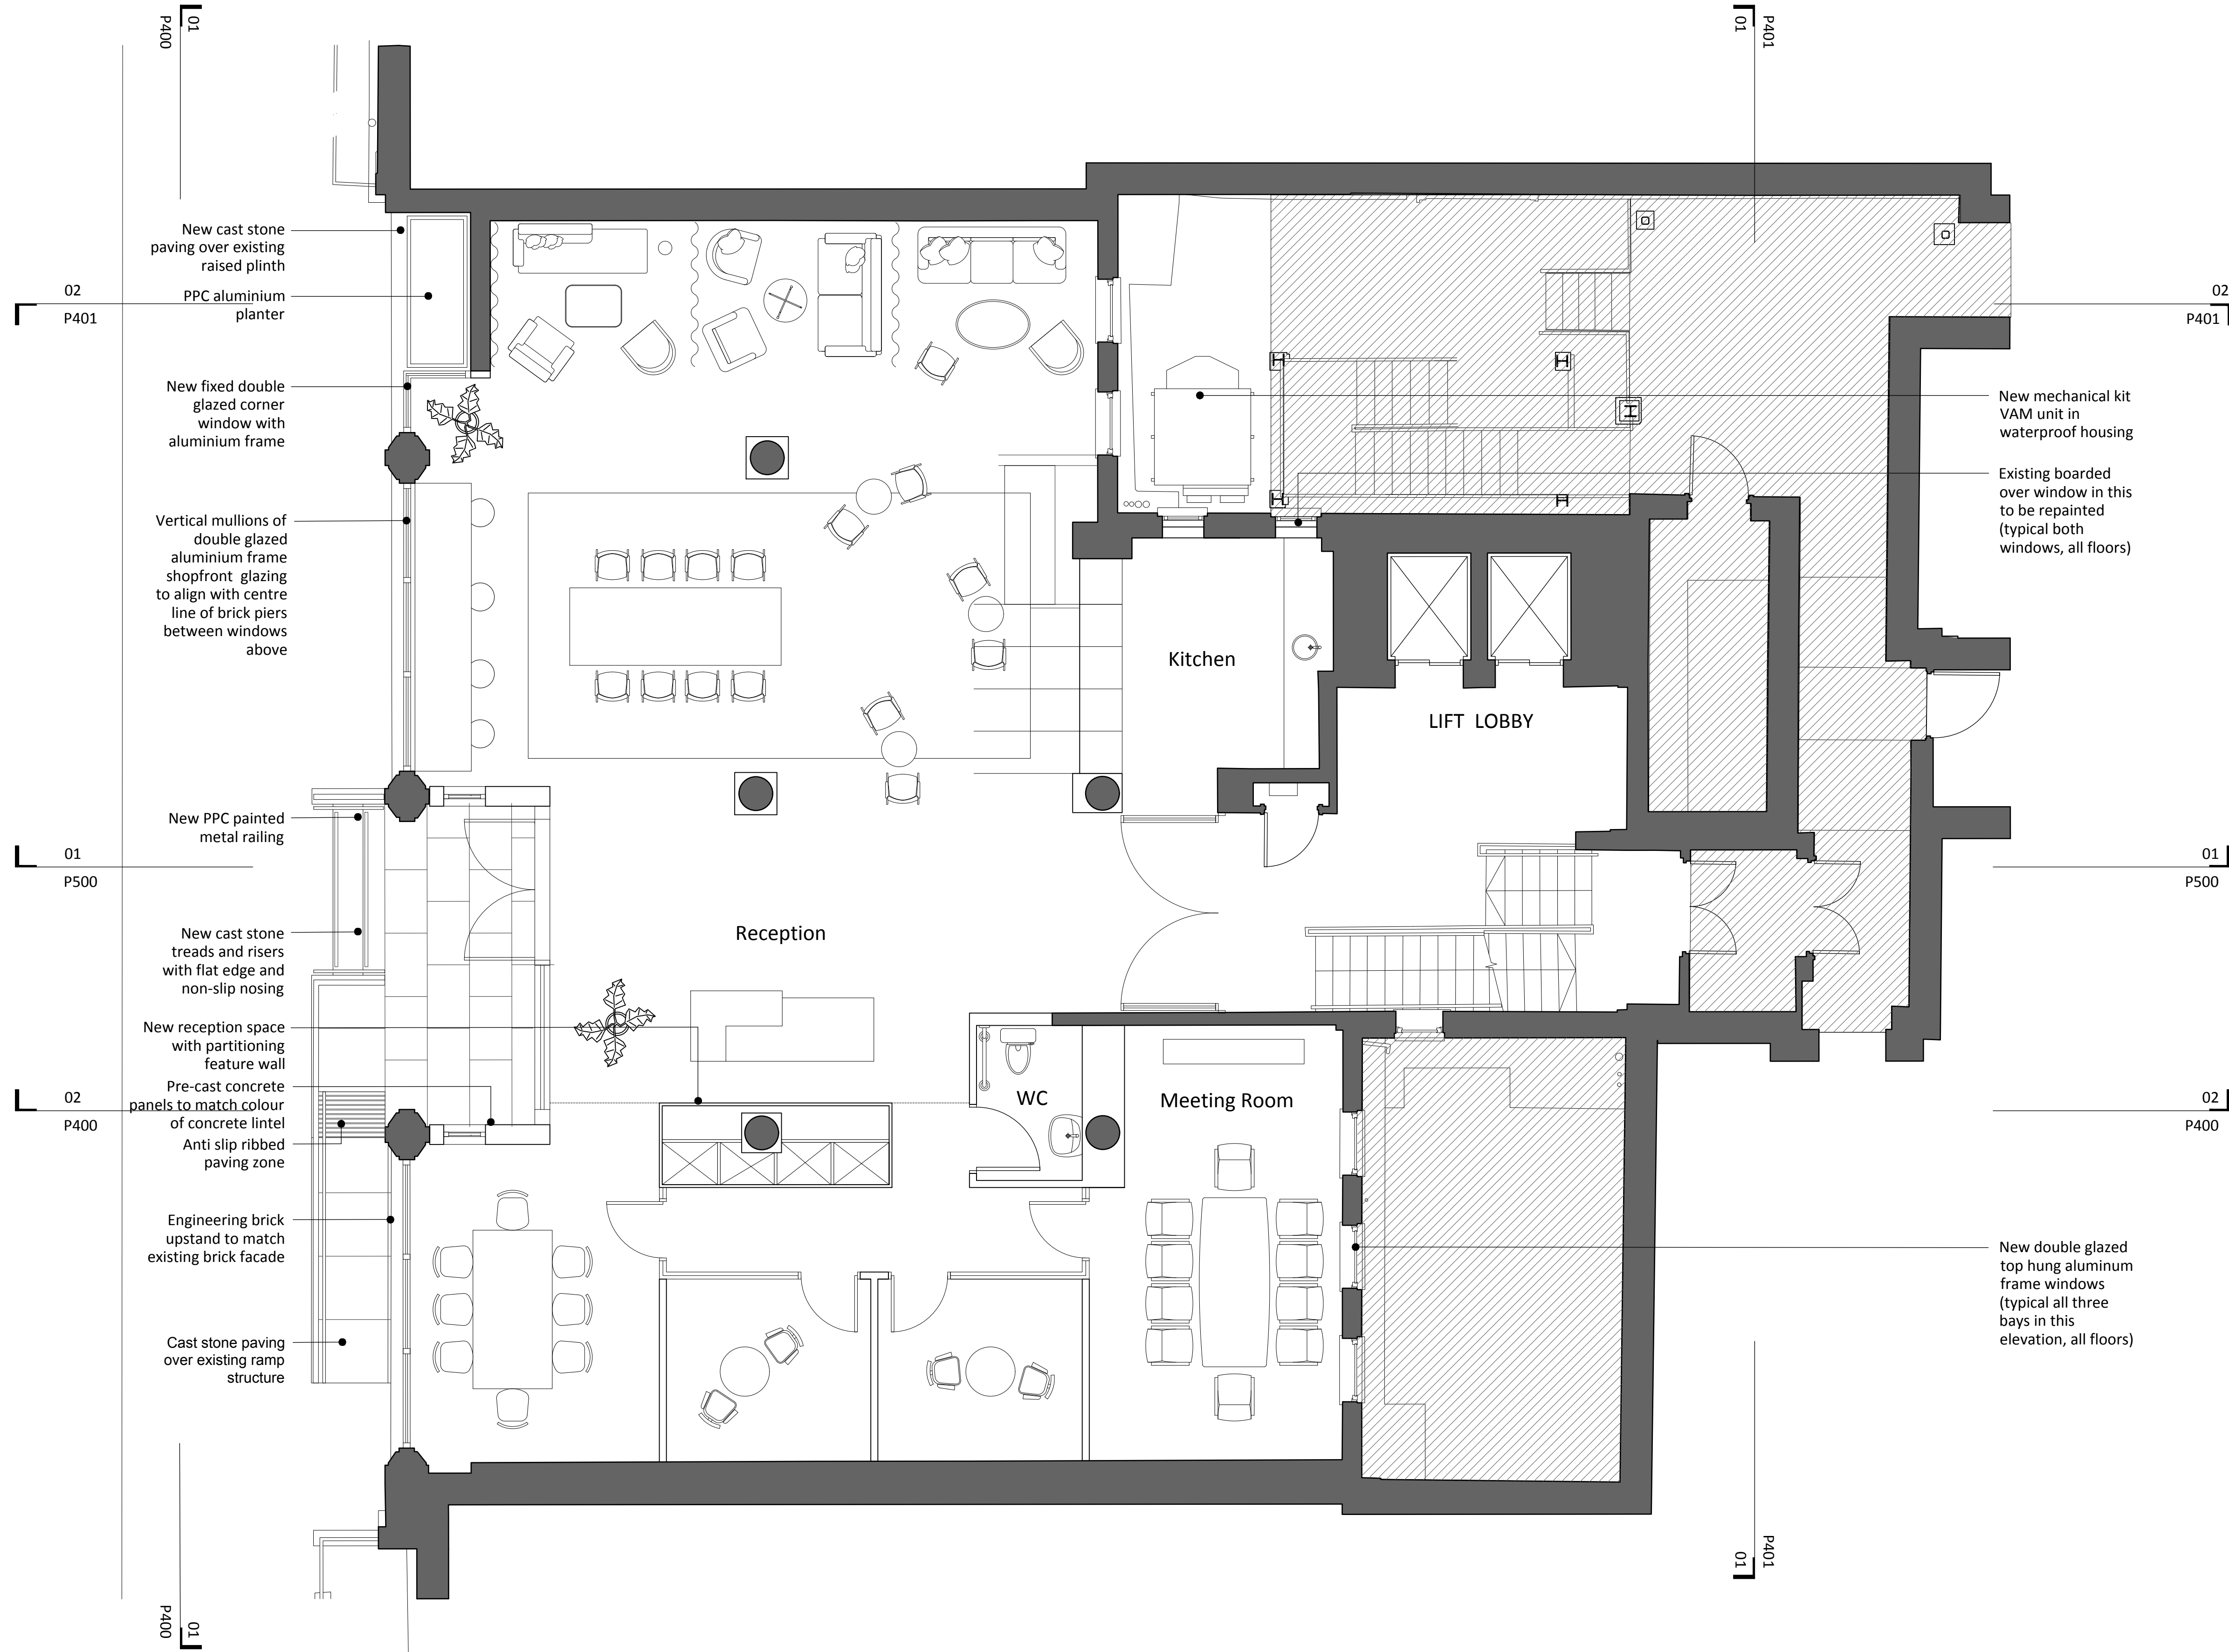 01
P400
01
P401
New cast stone
paving over existing
raised plinth
02
P401
PPC aluminium
planter
02
P401
New fixed double
glazed corner
window with
aluminium frame
New mechanical kit
VAM unit in
waterproof housing
Existing boarded
over window in this
to be repainted
(typical both
windows, all floors)
Vertical mullions of
double glazed
aluminium frame
shopfront glazing
to align with centre
line of brick piers
between windows
above
Kitchen
LIFT LOBBY
New PPC painted
metal railing
01
P500
01
P500
New cast stone
treads and risers
with flat edge and
non-slip nosing
Reception
New reception space
with partitioning
feature wall
Pre-cast concrete
panels to match colour
of concrete lintel
02
P400
WC
Meeting Room
02
P400
Anti slip ribbed
paving zone
Engineering brick
upstand to match
existing brick facade
New double glazed
top hung aluminum
frame windows
(typical all three
bays in this
elevation, all floors)
Cast stone paving
over existing ramp
structure
P401
01
P400
01